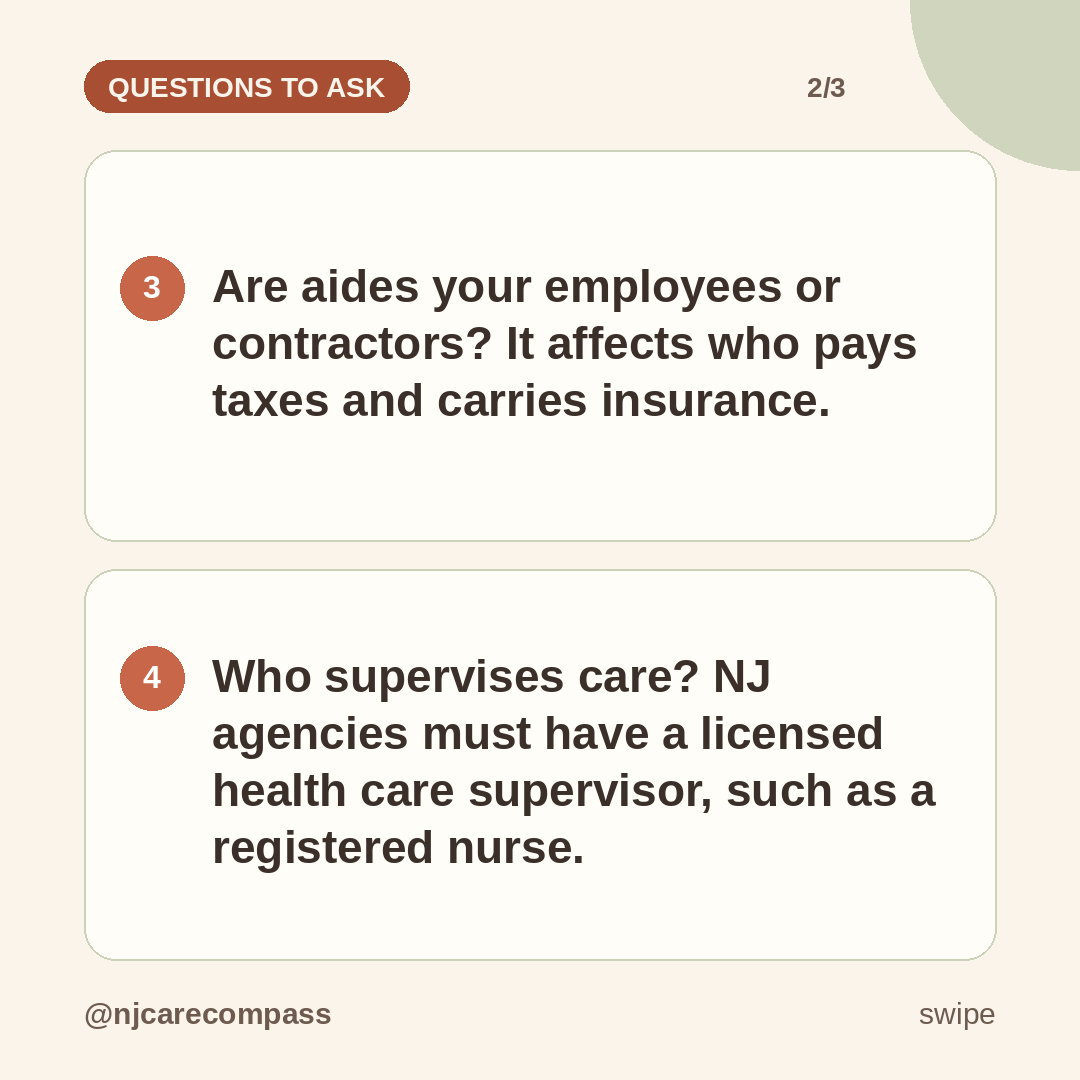 QUESTIONS TO ASK
2/3
3
Are aides your employees or
contractors? It affects who pays
taxes and carries insurance.
4
Who supervises care? NJ
agencies must have a licensed
health care supervisor, such as a
registered nurse.
@njcarecompass
swipe